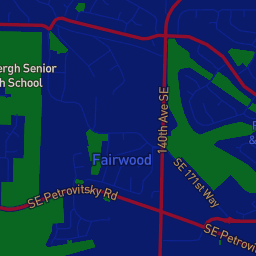 ergh Senior
h School
140th Ave SE
Fairwood
SE 171st Way
SE Petrovitsky Rd
SE Petrovi